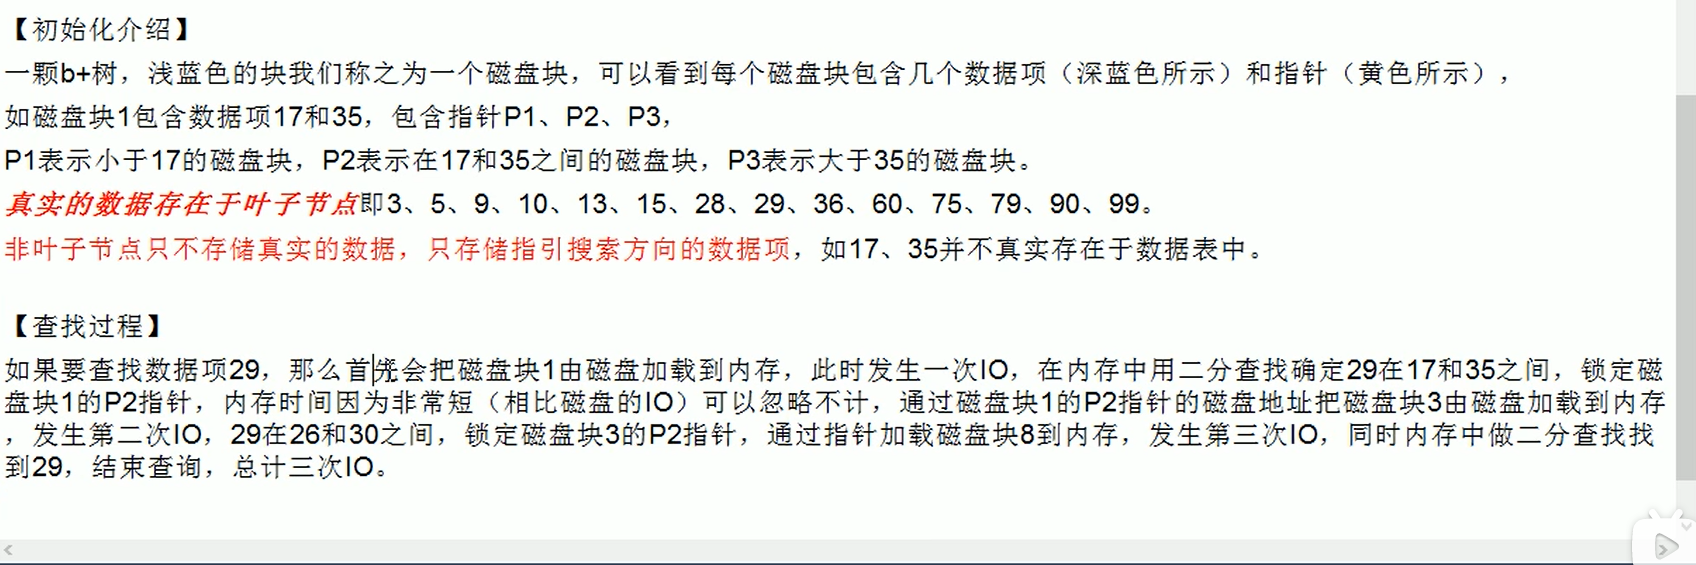 【初始化介绍】
一颗b+树，浅蓝色的块我们称之为一个磁盘块，可以看到每个磁盘块包含几个数据项（深蓝色所示）和指针（黄色所示），
如磁盘块1包含数据项17和35，包含指针P1、P2、P3，
P1表示小于17的磁盘块，P2表示在17和35之间的磁盘块，P3表示大于35的磁盘块。
真实的数据存在于叶子节点即3、5、9、10、13、15、28、29、36、60、75、79、90、99。
非叶子节点只不存储真实的数据，只存储指引搜索方向的数据项，如17、35并不真实存在于数据表中。
【查找过程】
如果要查找数据项29，那么首先会把磁盘块1由磁盘加载到内存，此时发生一次IO，在内存中用二分查找确定29在17和35之间，锁定磁
盘块1的P2指针，内存时间因为非常短（相比磁盘的IO）可以忽略不计，通过磁盘块1的P2指针的磁盘地址把磁盘块3由磁盘加载到内存
，发生第二次IO，29在26和30之间，锁定磁盘块3的P2指针，通过指针加载磁盘块8到内存，发生第三次IO，同时内存中做二分查找找
到29，结束查询，总计三次IO。